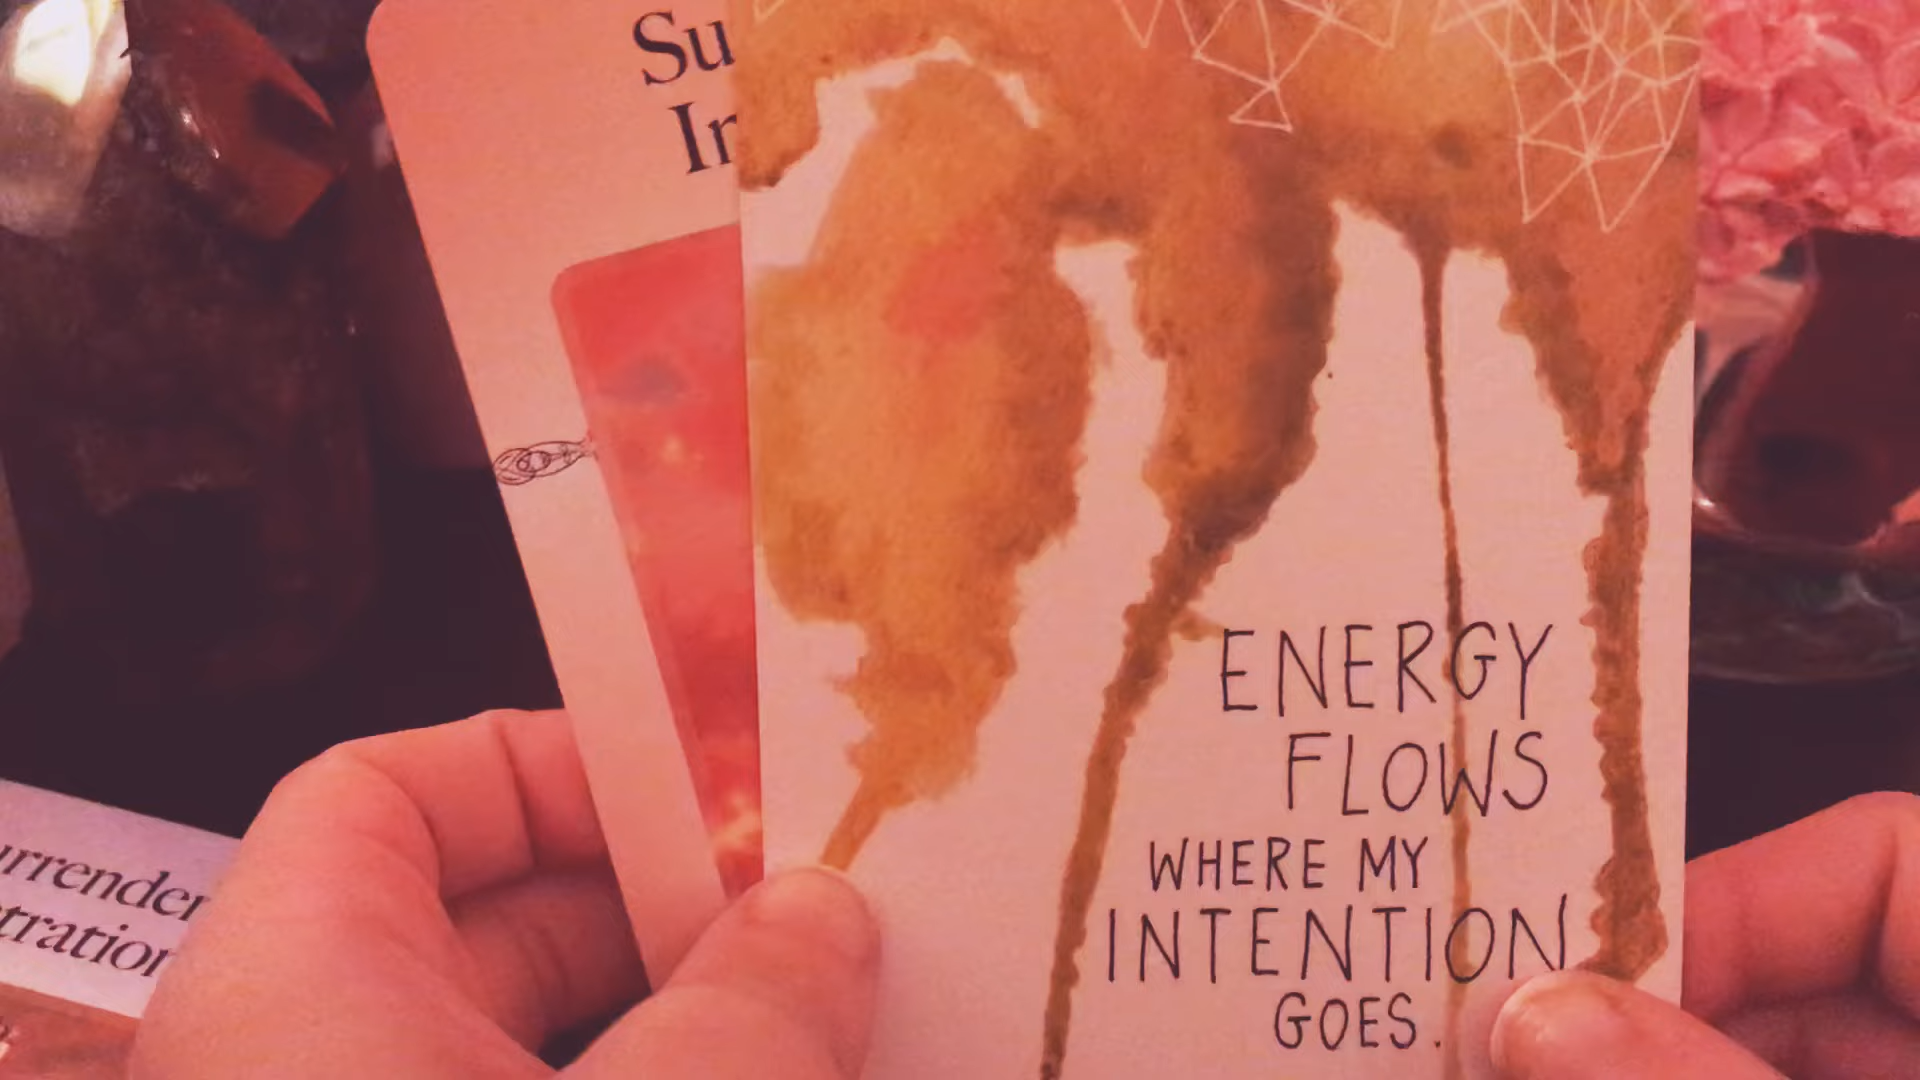 Su
In
ENERGY
FLOWS
WHERE MY
INTENTION
GOES.
urrender
tration